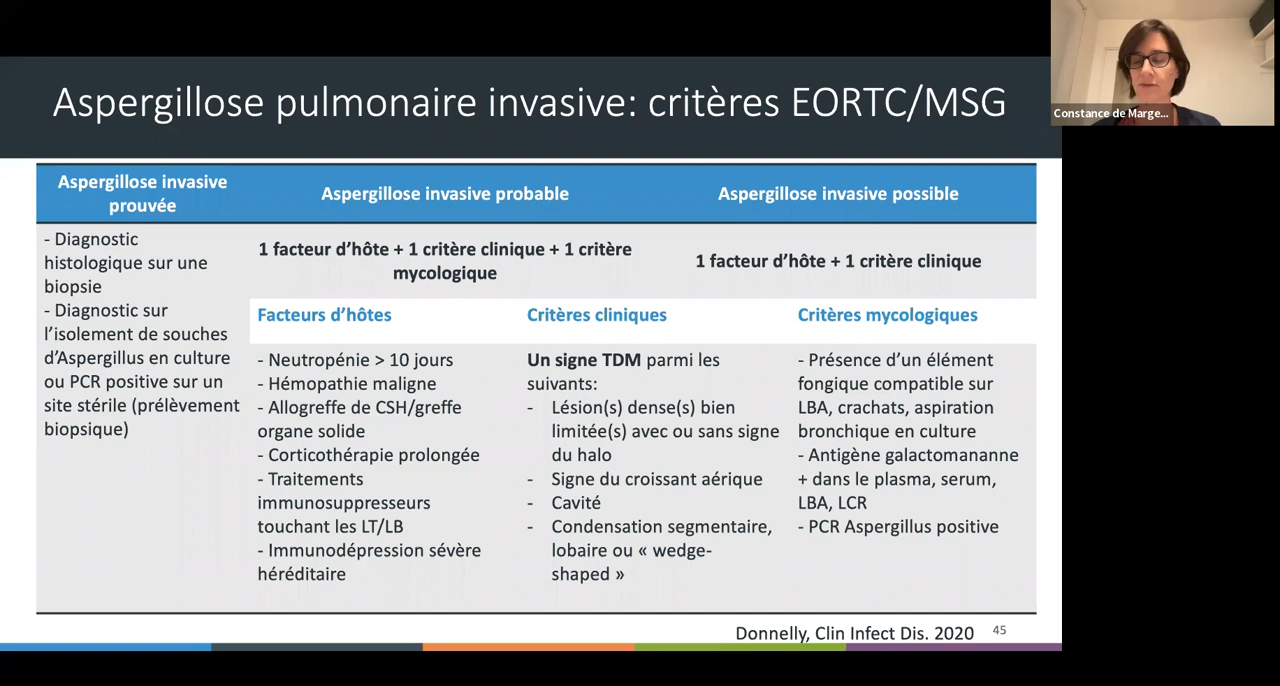 Aspergillose pulmonaire invasive: critères EORTC/MSG
Constance de Marge...
Aspergillose invasive
prouvée
Aspergillose invasive probable
Aspergillose invasive possible
- Diagnostic
histologique sur une
biopsie
- Diagnostic sur
l’isolement de souches
d’Aspergillus en culture
ou PCR positive sur un
site stérile (prélèvement
biopsique)
1 facteur d’hôte + 1 critère clinique + 1 critère
mycologique
1 facteur d’hôte + 1 critère clinique
Facteurs d’hôtes
- Neutropénie > 10 jours
- Hémopathie maligne
- Allogreffe de CSH/greffe
organe solide
- Corticothérapie prolongée
- Traitements
immunosuppresseurs
touchant les LT/LB
- Immunodépression sévère
héréditaire
Critères cliniques
Un signe TDM parmi les
suivants:
- Lésion(s) dense(s) bien
limitée(s) avec ou sans signe
du halo
- Signe du croissant aérique
- Cavité
- Condensation segmentaire,
lobaire ou « wedge-
shaped »
Critères mycologiques
- Présence d’un élément
fongique compatible sur
LBA, crachats, aspiration
bronchique en culture
- Antigène galactomananne
+ dans le plasma, serum,
LBA, LCR
- PCR Aspergillus positive
Donnelly, Clin Infect Dis. 2020
45